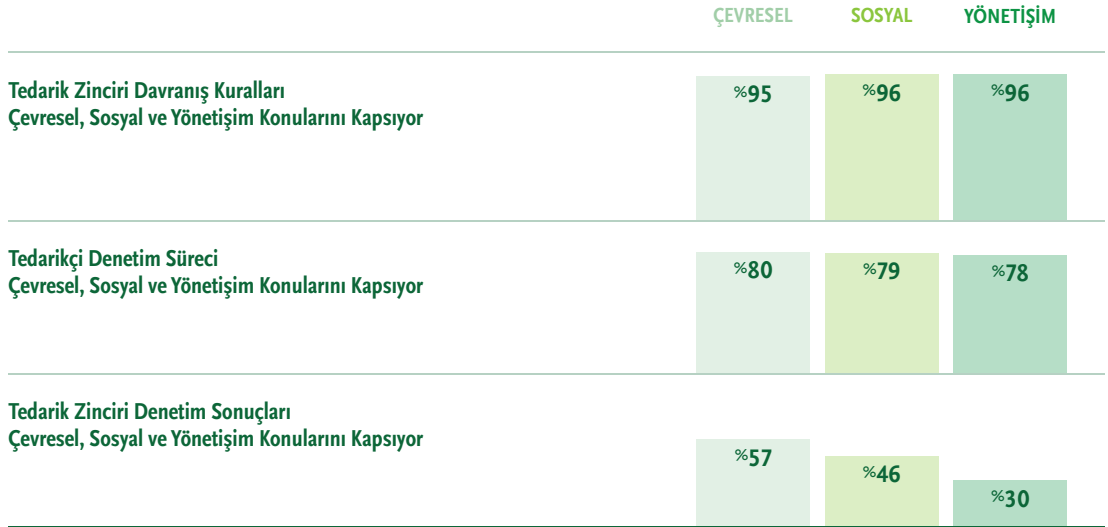 ÇEVRESEL SOSYAL YÖNETİŞİM
Tedarik Zinciri Davranış Kuralları
Çevresel, Sosyal ve Yönetişim Konularını Kapsıyor
%95 %96 %96
Tedarikçi Denetim Süreci
Çevresel, Sosyal ve Yönetişim Konularını Kapsıyor
%80 %79 %78
Tedarik Zinciri Denetim Sonuçları
Çevresel, Sosyal ve Yönetişim Konularını Kapsıyor
%57 %46 %30